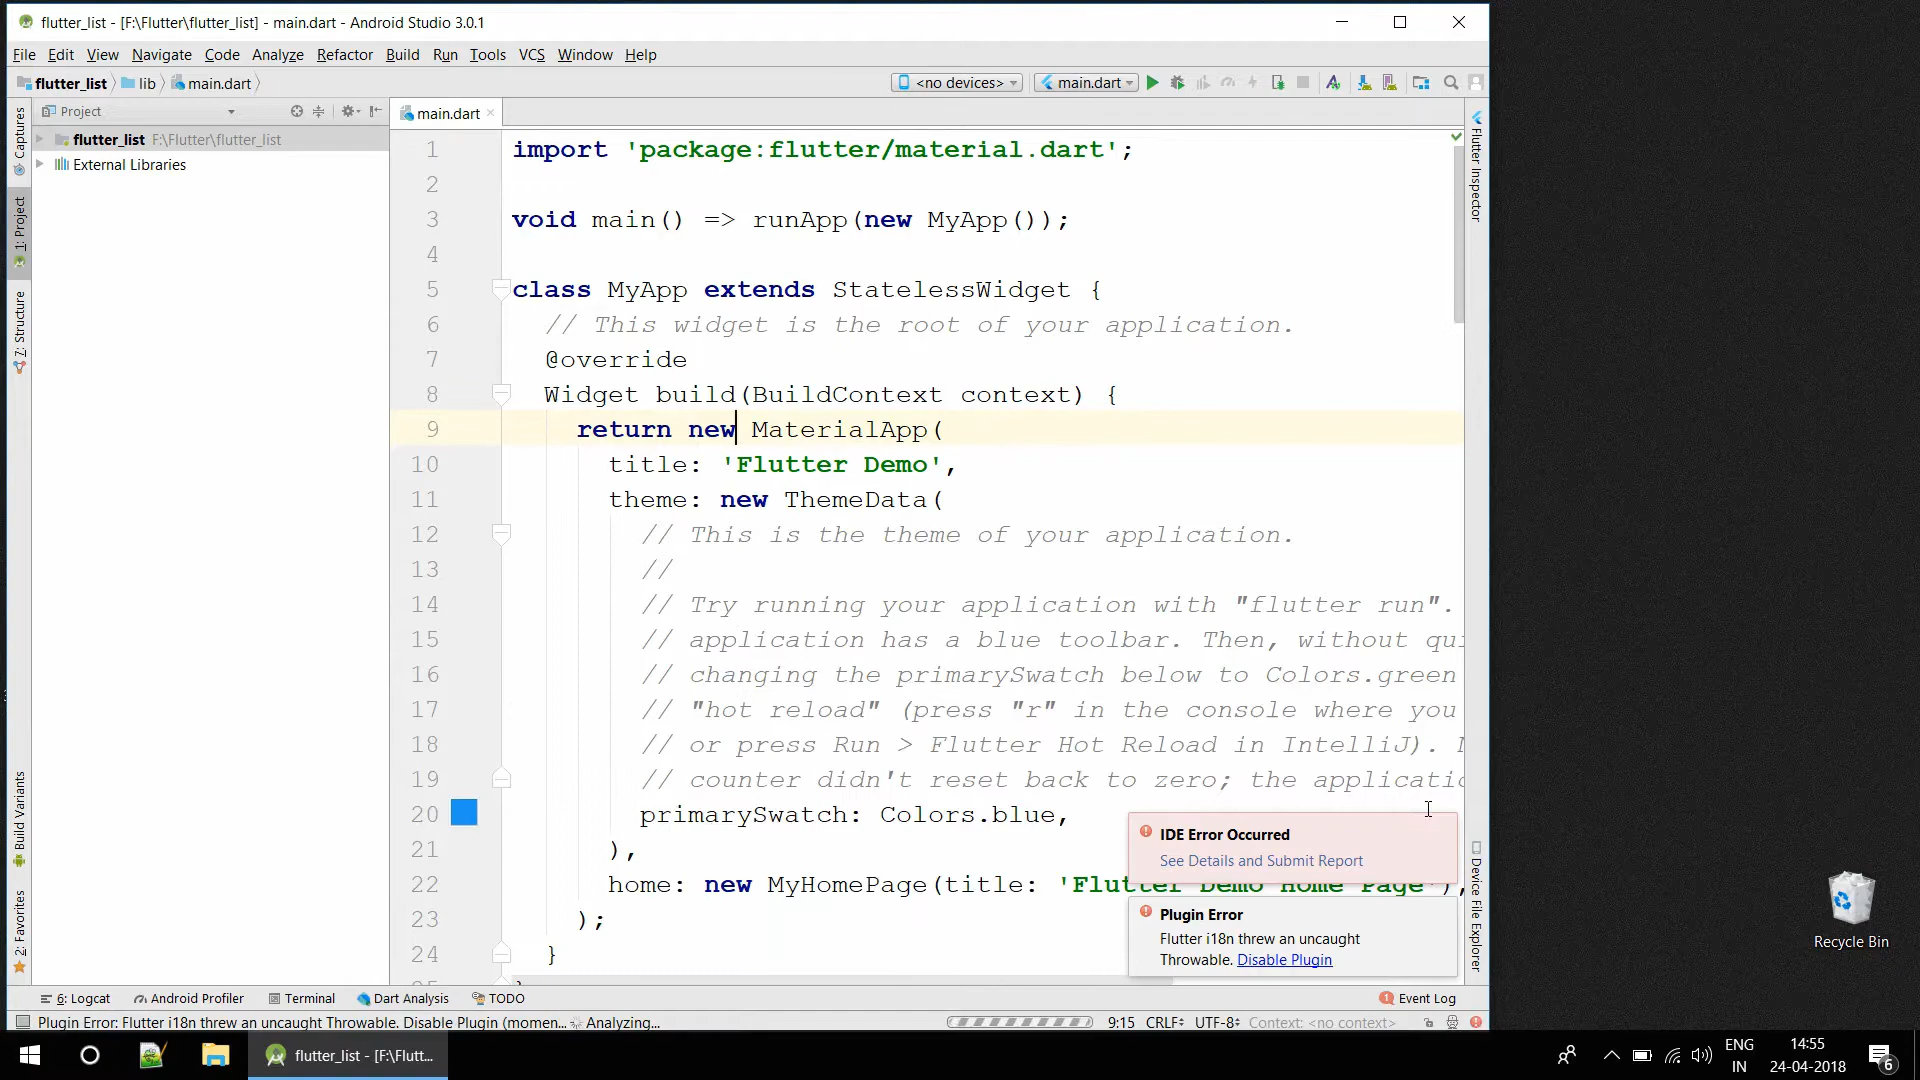 flutter_list - [F:\Flutter\flutter_list] - main.dart - Android Studio 3.0.1
File Edit View Navigate Code Analyze Refactor Build Run Tools VCS Window Help
flutter_list lib main.dart <no devices> main.dart
Project
main.dart
flutter_list F:\Flutter\flutter_list
External Libraries
Captures
1: Project
7: Structure
Build Variants
2: Favorites
1 import 'package:flutter/material.dart';
2
3 void main() => runApp(new MyApp());
4
5 class MyApp extends StatelessWidget {
6 // This widget is the root of your application.
7 @override
8 Widget build(BuildContext context) {
9 return new MaterialApp(
10 title: 'Flutter Demo',
11 theme: new ThemeData(
12 // This is the theme of your application.
13 //
14 // Try running your application with "flutter run".
15 // application has a blue toolbar. Then, without qui
16 // changing the primarySwatch below to Colors.green
17 // "hot reload" (press "r" in the console where you
18 // or press Run > Flutter Hot Reload in IntelliJ).
19 // counter didn't reset back to zero; the applicatio
20 primarySwatch: Colors.blue,
21 ),
22 home: new MyHomePage(title: 'Flutter Demo Home Page'),
23 );
24 }
IDE Error Occurred
See Details and Submit Report
Plugin Error
Flutter i18n threw an uncaught
Throwable. Disable Plugin
Flutter Inspector
Device File Explorer
6: Logcat Android Profiler Terminal Dart Analysis TODO Event Log
Plugin Error: Flutter i18n threw an uncaught Throwable. Disable Plugin (momen... Analyzing... 9:15 CRLF UTF-8 Context: <no context>
Recycle Bin
flutter_list - [F:\Flutt...
ENG
IN
14:55
24-04-2018
6